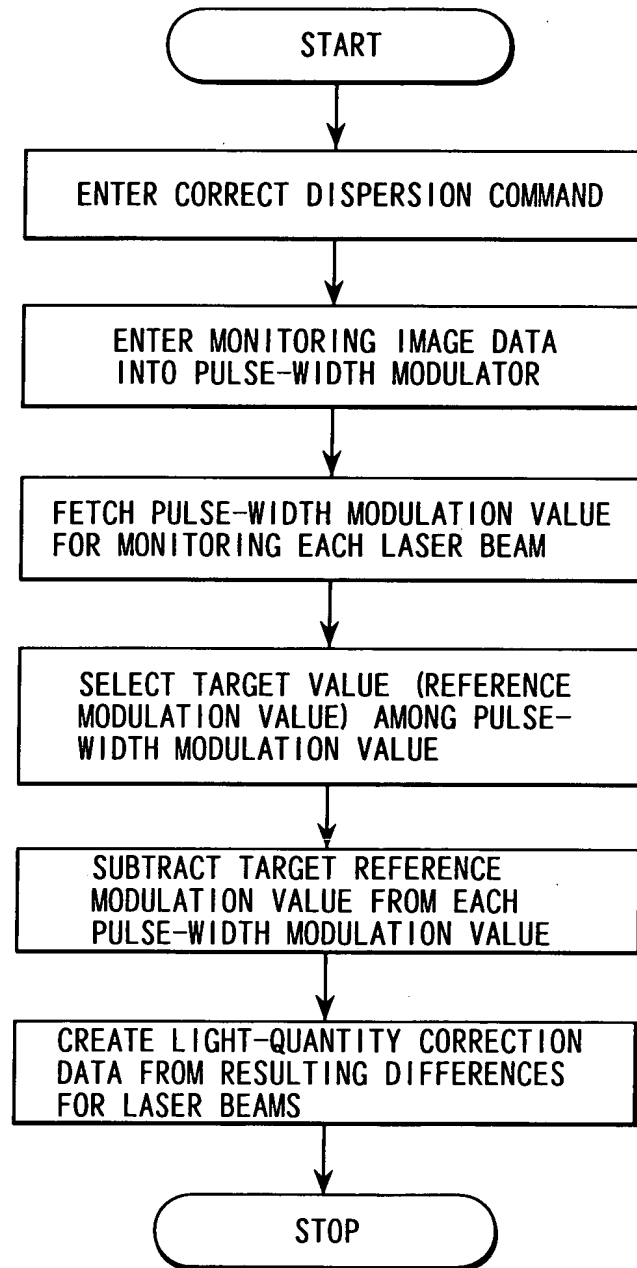 START
ENTER CORRECT DISPERSION COMMAND
ENTER MONITORING IMAGE DATA
INTO PULSE-WIDTH MODULATOR
FETCH PULSE-WIDTH MODULATION VALUE
FOR MONITORING EACH LASER BEAM
SELECT TARGET VALUE (REFERENCE
MODULATION VALUE) AMONG PULSE-
WIDTH MODULATION VALUE
SUBTRACT TARGET REFERENCE
MODULATION VALUE FROM EACH
PULSE-WIDTH MODULATION VALUE
CREATE LIGHT-QUANTITY CORRECTION
DATA FROM RESULTING DIFFERENCES
FOR LASER BEAMS
STOP